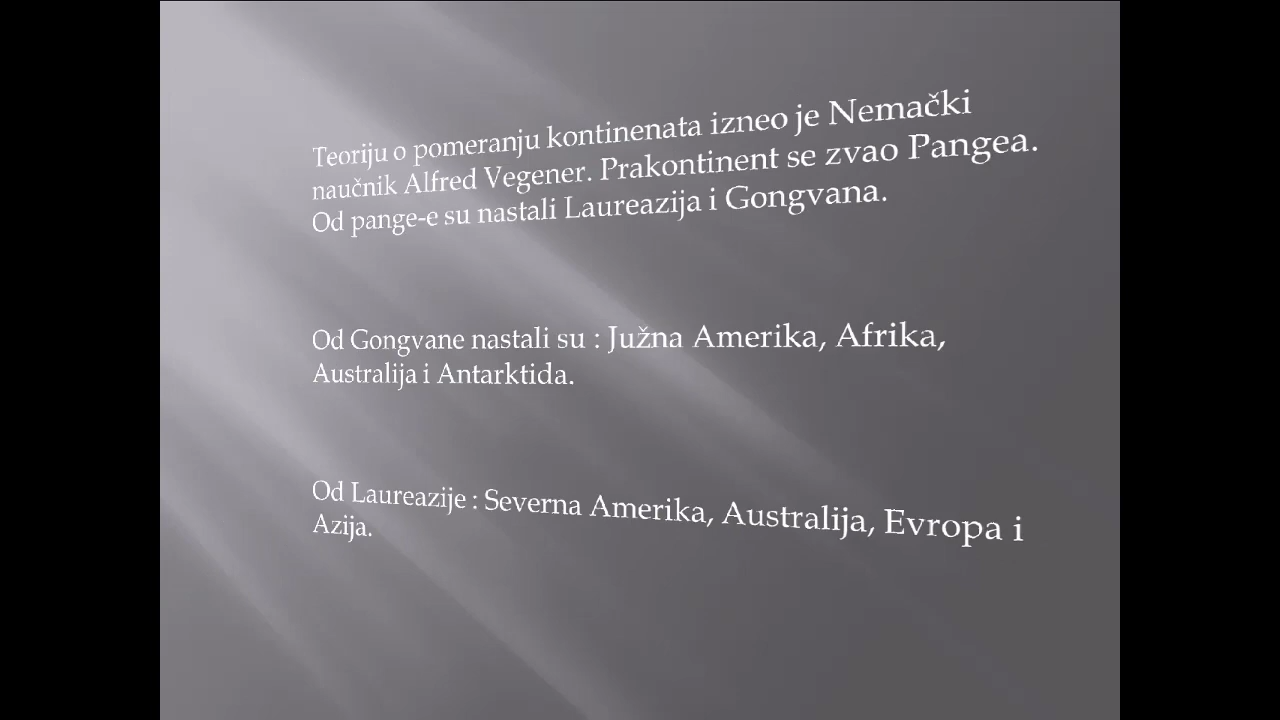 Teoriju o pomeranju kontinenata izneo je Nemački
naučnik Alfred Vegener. Prakontinent se zvao Pangea.
Od pange-e su nastali Laureazija i Gongvana.
Od Gongvane nastali su : Južna Amerika, Afrika,
Australija i Antarktida.
Od Laureazije : Severna Amerika, Australija, Evropa i
Azija.